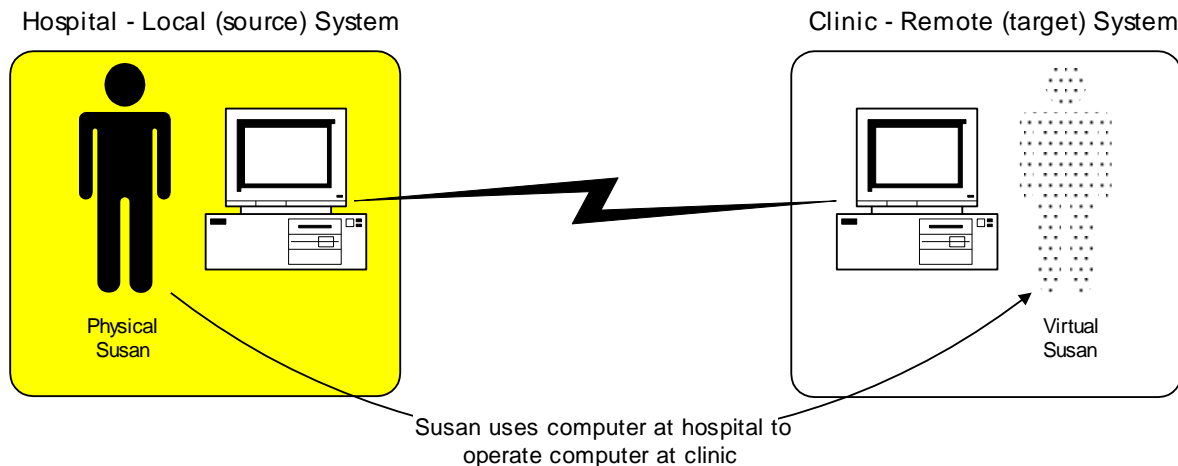 Hospital - Local (source) System
Clinic - Remote (target) System
Physical
Susan
Virtual
Susan
Susan uses computer at hospital to
operate computer at clinic